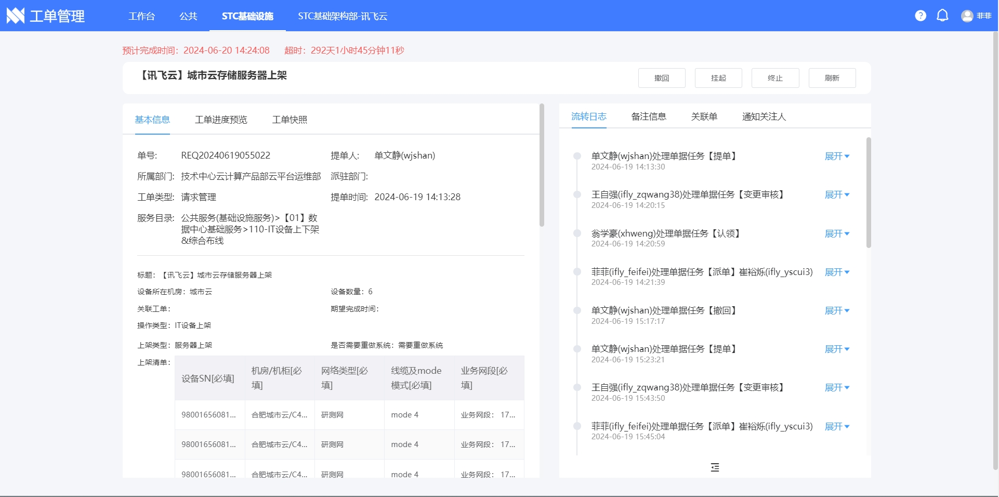 工单管理
工作台 公共 STC基础设施 STC基础架构部-讯飞云
? 菲菲
预计完成时间：2024-06-20 14:24:08 超时：292天1小时45分钟11秒
【讯飞云】城市云存储服务器上架
撤回 挂起 终止 刷新
基本信息 工单进度预览 工单快照
单号: REQ20240619055022 提单人: 单文静(wjshan)
所属部门: 技术中心云计算产品部云平台运维部 派驻部门:
工单类型: 请求管理 提单时间: 2024-06-19 14:13:28
服务目录: 公共服务(基础设施服务)>【01】数
据中心基础服务>110-IT设备上下架
&综合布线
标题：【讯飞云】城市云存储服务器上架
设备所在机房：城市云 设备数量：6
关联工单： 期望完成时间：
操作类型：IT设备上架
上架类型：服务器上架 是否需要重做系统：需要重做系统
上架清单：
设备SN[必填] 机房/机柜[必填] 网络类型[必填] 线缆及mode模式[必填] 业务网段[必填]
98001656081... 合肥城市云/C4... 研测网 mode 4 业务网段： 17...
98001656081... 合肥城市云/C4... 研测网 mode 4 业务网段： 17...
98001656081... 合肥城市云/C4... 研测网 mode 4 业务网段： 17...
流转日志 备注信息 关联单 通知关注人
单文静(wjshan)处理单据任务【提单】 展开
2024-06-19 14:13:30
王自强(ifly_zqwang38)处理单据任务【变更审核】 展开
2024-06-19 14:20:15
翁学豪(xhweng)处理单据任务【认领】 展开
2024-06-19 14:20:59
菲菲(ifly_feifei)处理单据任务【派单】崔裕烁(ifly_yscui3) 展开
2024-06-19 14:21:39
单文静(wjshan)处理单据任务【撤回】 展开
2024-06-19 15:17:17
单文静(wjshan)处理单据任务【提单】 展开
2024-06-19 15:23:21
王自强(ifly_zqwang38)处理单据任务【变更审核】 展开
2024-06-19 15:43:50
菲菲(ifly_feifei)处理单据任务【派单】崔裕烁(ifly_yscui3) 展开
2024-06-19 15:45:04